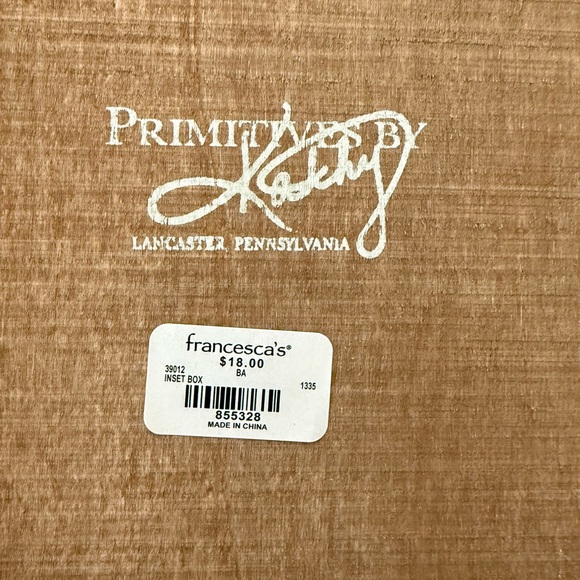 PRIMITIVES BY
Kathy
LANCASTER, PENNSYLVANIA
francesca's®
$18.00
39012 BA
INSET BOX 1335
855328
MADE IN CHINA